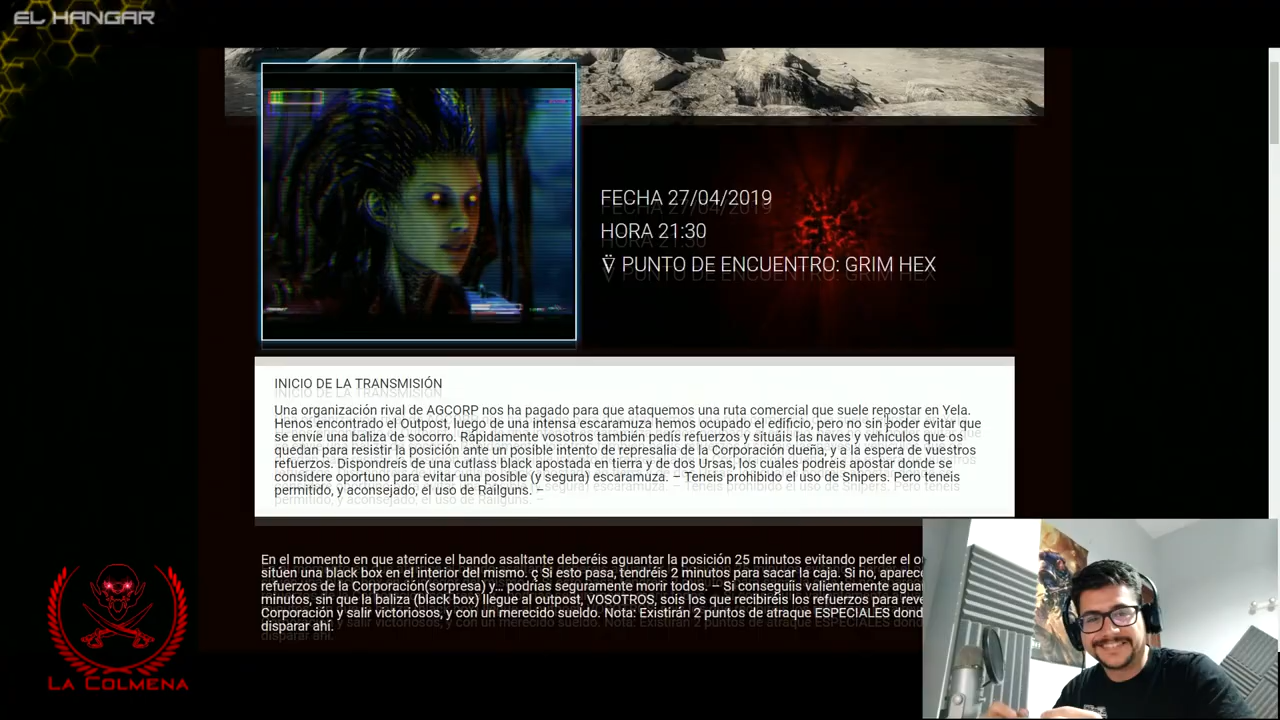 EL HANGAR
FECHA 27/04/2019
HORA 21:30
PUNTO DE ENCUENTRO: GRIM HEX
INICIO DE LA TRANSMISIÓN
Una organización rival de AGCORP nos ha pagado para que ataquemos una ruta comercial que suele repostar en Yela.
Henos encontrado el Outpost, luego de una intensa escaramuza hemos ocupado el edificio, pero no sin poder evitar que
se envíe una baliza de socorro. Rápidamente vosotros también pedís refuerzos y situáis las naves y vehículos que os
quedan para resistir la posición ante un posible intento de represalia de la Corporación dueña, y a la espera de vuestros
refuerzos. Dispondreís de una cutlass black apostada en tierra y de dos Ursas, los cuales podreis apostar donde se
considere oportuno para evitar una posible (y segura) escaramuza. – Teneis prohibido el uso de Snipers. Pero teneis
permitido, y aconsejado, el uso de Railguns. –
En el momento en que aterrice el bando asaltante deberéis aguantar la posición 25 minutos evitando perder el
sitúen una black box en el interior del mismo. ç Si esto pasa, tendréis 2 minutos para sacar la caja. Si no,
refuerzos de la Corporación(sorpresa) y... podrías seguramente morir todos. – Si conseguís valientemente
minutos, sin que la baliza (black box) llegue al outpost, VOSOTROS, sois los que recibiréis los refuerzos para
Corporación y salir victoriosos, y con un merecido sueldo. Nota: Existirán 2 puntos de atraque ESPECIALES
disparar ahí.
LA COLMENA